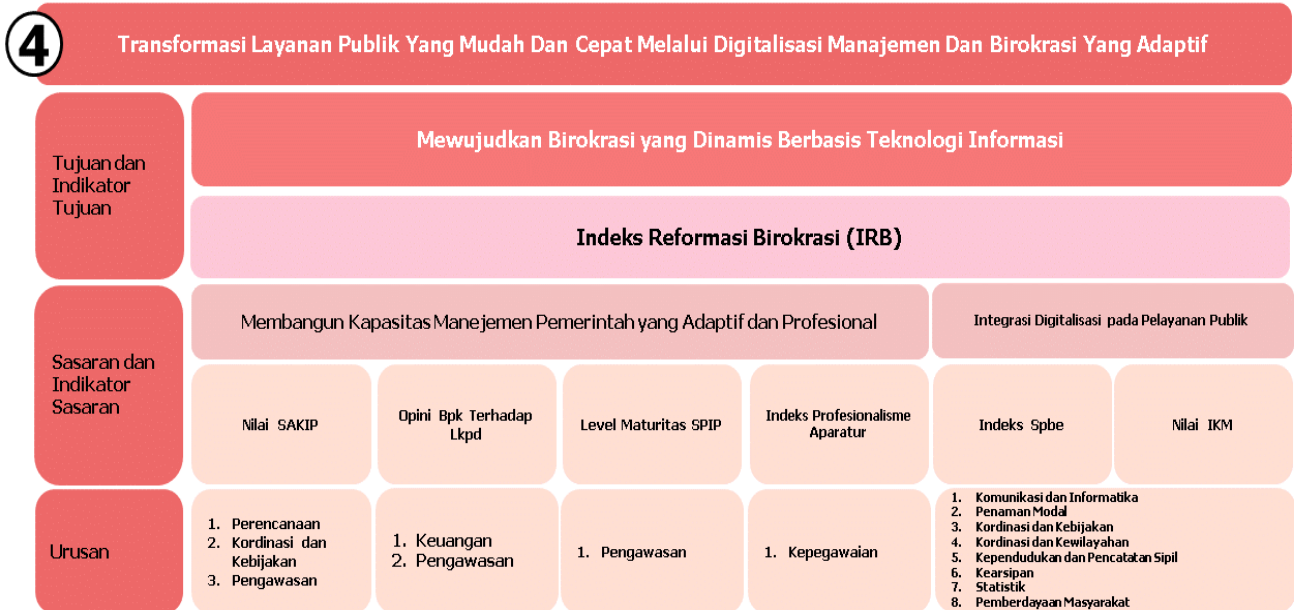 4
Transformasi Layanan Publik Yang Mudah Dan Cepat Melalui Digitalisasi Manajemen Dan Birokrasi Yang Adaptif
Tujuan dan
Indikator
Tujuan
Mewujudkan Birokrasi yang Dinamis Berbasis Teknologi Informasi
Indeks Reformasi Birokrasi (IRB)
Sasaran dan
Indikator
Sasaran
Membangun Kapasitas Manejemen Pemerintah yang Adaptif dan Profesional
Integrasi Digitalisasi pada Pelayanan Publik
Nilai SAKIP
Opini Bpk Terhadap
Lkpd
Level Maturitas SPIP
Indeks Profesionalisme
Aparatur
Indeks Spbe
Nilai IKM
Urusan
1. Perencanaan
2. Kordinasi dan
Kebijakan
3. Pengawasan
1. Keuangan
2. Pengawasan
1. Pengawasan
1. Kepegawaian
1. Komunikasi dan Informatika
2. Penaman Modal
3. Kordinasi dan Kebijakan
4. Kordinasi dan Kewilayahan
5. Kependudukan dan Pencatatan Sipil
6. Kearsipan
7. Statistik
8. Pemberdayaan Masyarakat